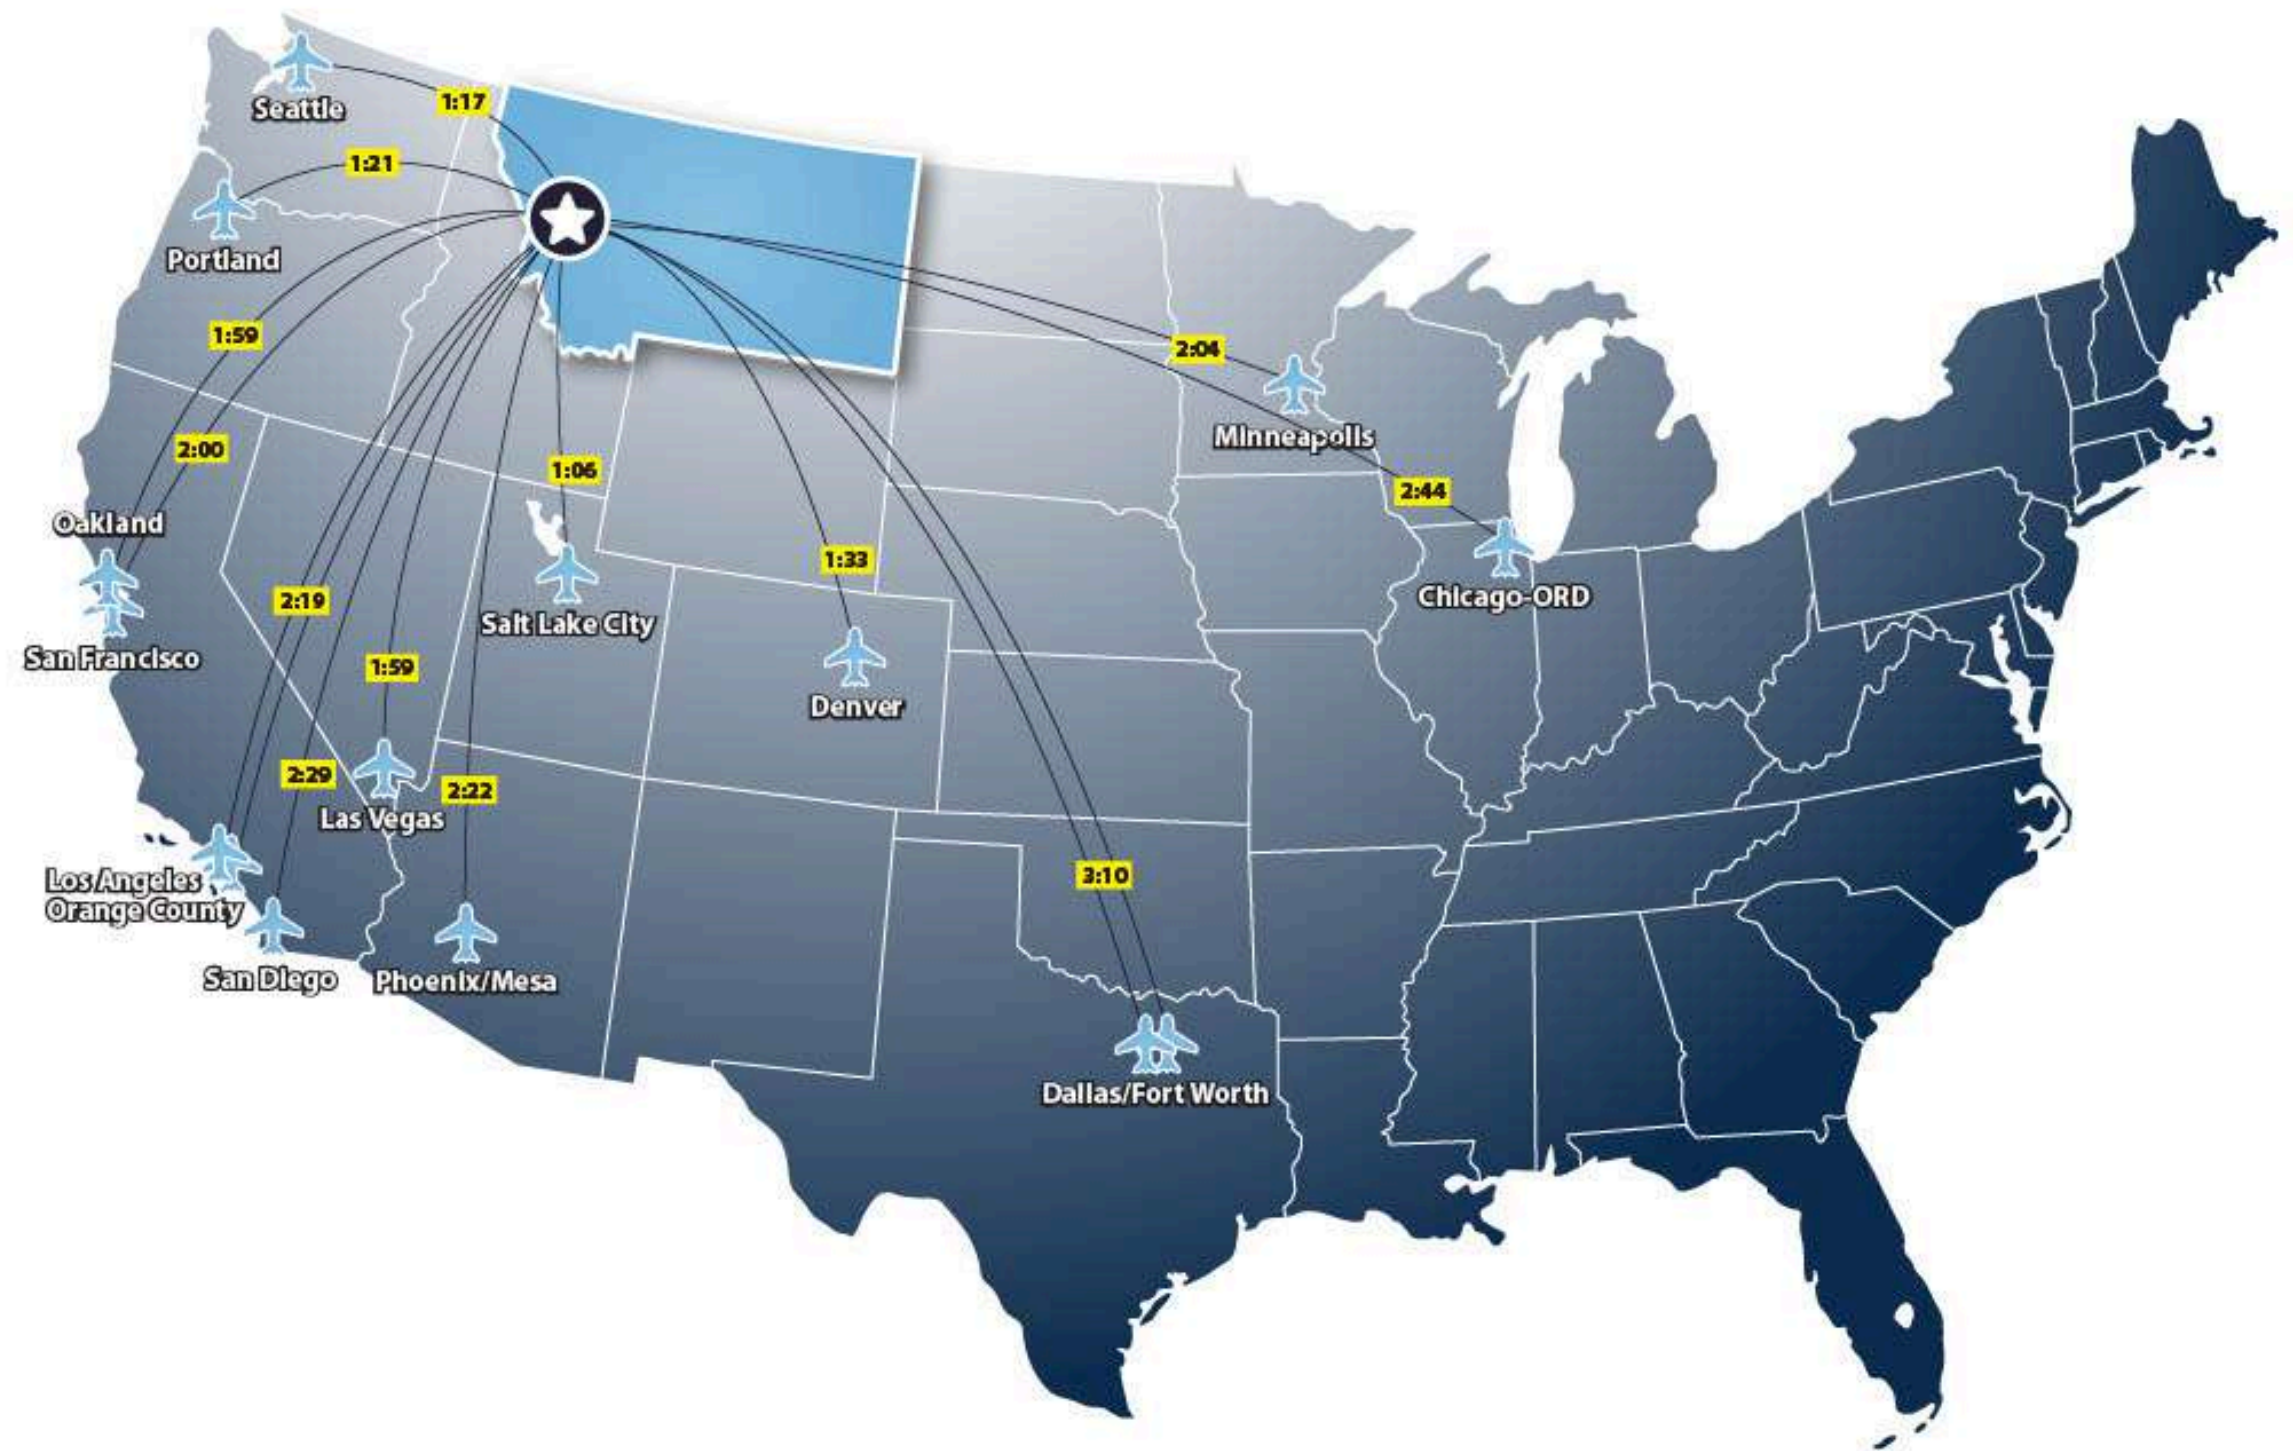 Seattle
1:17
1:21
Portland
1:59
2:04
Minneapolis
2:00
1:06
2:44
Oakland
1:33
Chicago-ORD
2:19
Salt Lake City
San Francisco
1:59
Denver
2:29
2:22
Las Vegas
3:10
Los Angeles
Orange County
San Diego
Phoenix/Mesa
Dallas/Fort Worth